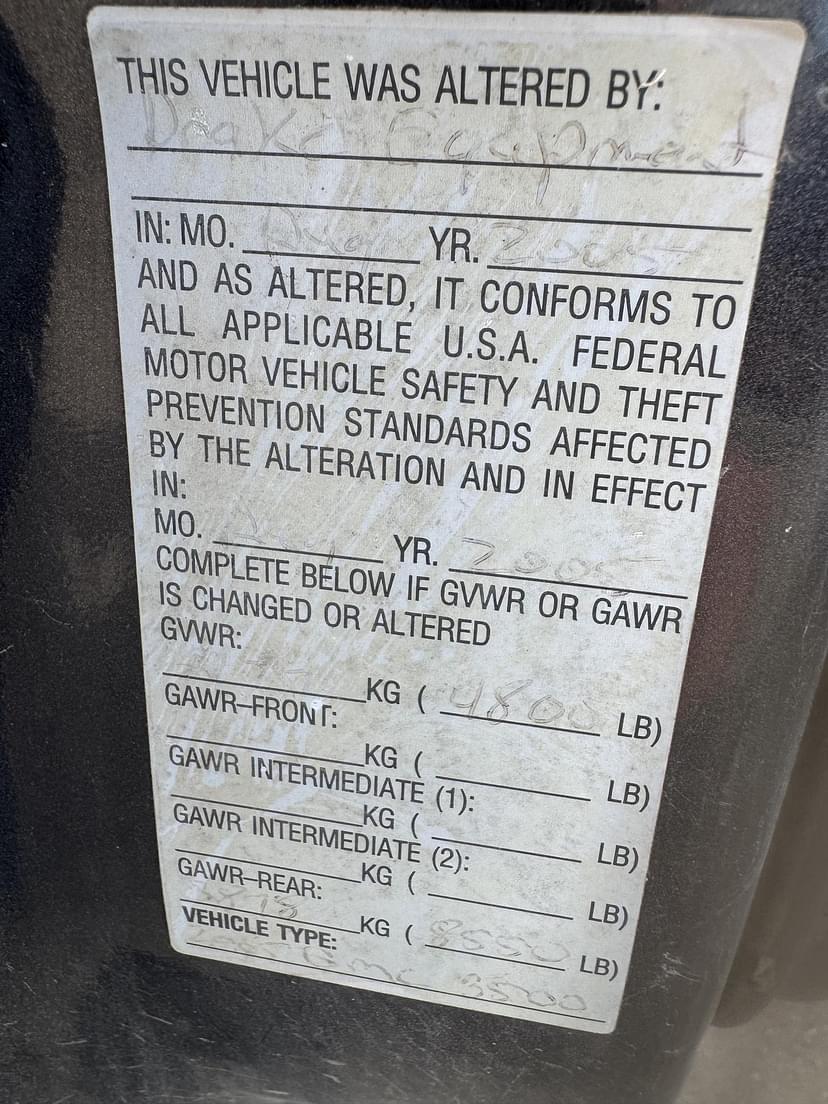 THIS VEHICLE WAS ALTERED BY:
Equipment
IN: MO. YR. 2005
AND AS ALTERED, IT CONFORMS TO
ALL APPLICABLE U.S.A. FEDERAL
MOTOR VEHICLE SAFETY AND THEFT
PREVENTION STANDARDS AFFECTED
BY THE ALTERATION AND IN EFFECT
IN:
MO. YR. 2005
COMPLETE BELOW IF GVWR OR GAWR
IS CHANGED OR ALTERED
GVWR:
KG ( 4800 LB)
GAWR–FRONT:
KG ( LB)
GAWR INTERMEDIATE (1):
KG ( LB)
GAWR INTERMEDIATE (2):
KG ( LB)
GAWR–REAR:
KG ( 8550 LB)
VEHICLE TYPE:
GMC 3500